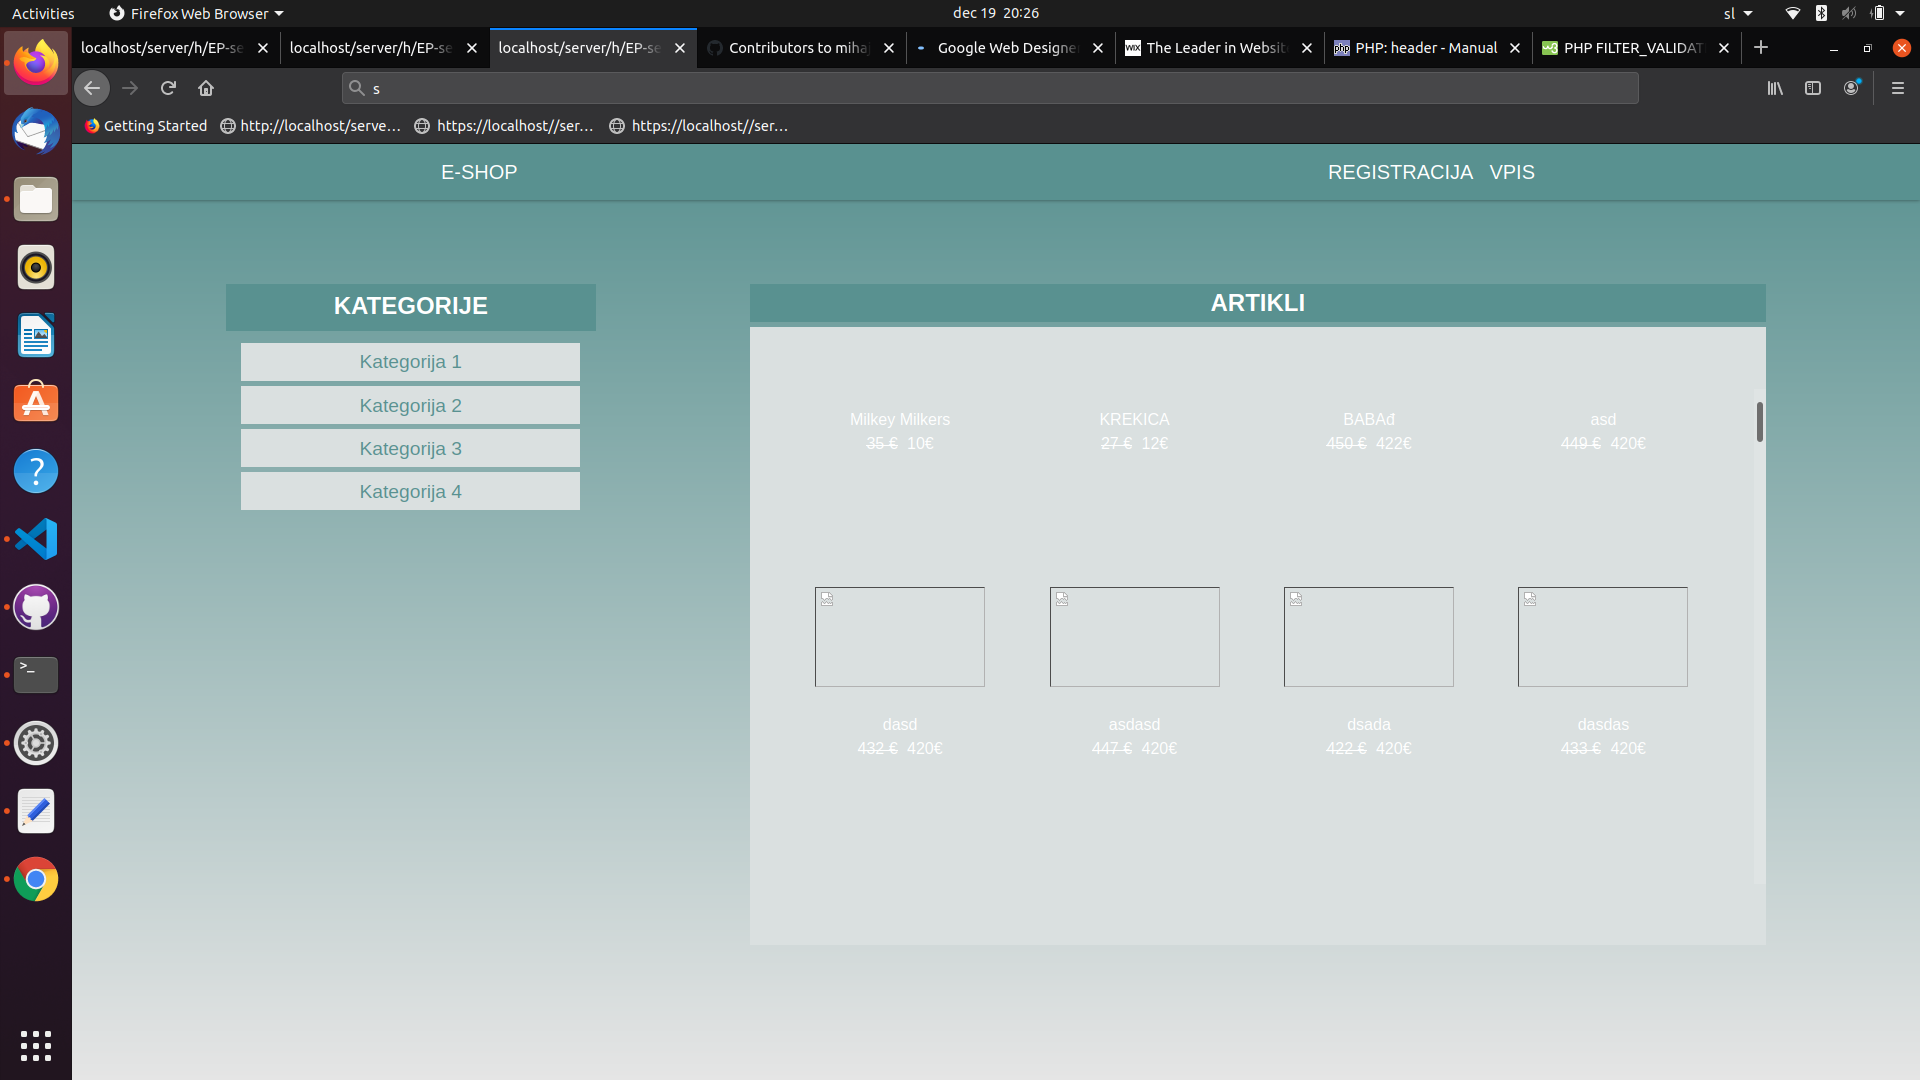 Activities Firefox Web Browser dec 19 20:26 sl
localhost/server/h/EP-se localhost/server/h/EP-se localhost/server/h/EP-se Contributors to mihaj Google Web Designe The Leader in Websit PHP: header - Manual PHP FILTER_VALIDAT
s
Getting Started http://localhost/serve… https://localhost//ser… https://localhost//ser…
E-SHOP REGISTRACIJA VPIS
KATEGORIJE
Kategorija 1
Kategorija 2
Kategorija 3
Kategorija 4
ARTIKLI
Milkey Milkers KREKICA BABAđ asd
35 € 10€ 27 € 12€ 450 € 422€ 449 € 420€
dasd asdasd dsada dasdas
432 € 420€ 447 € 420€ 422 € 420€ 433 € 420€